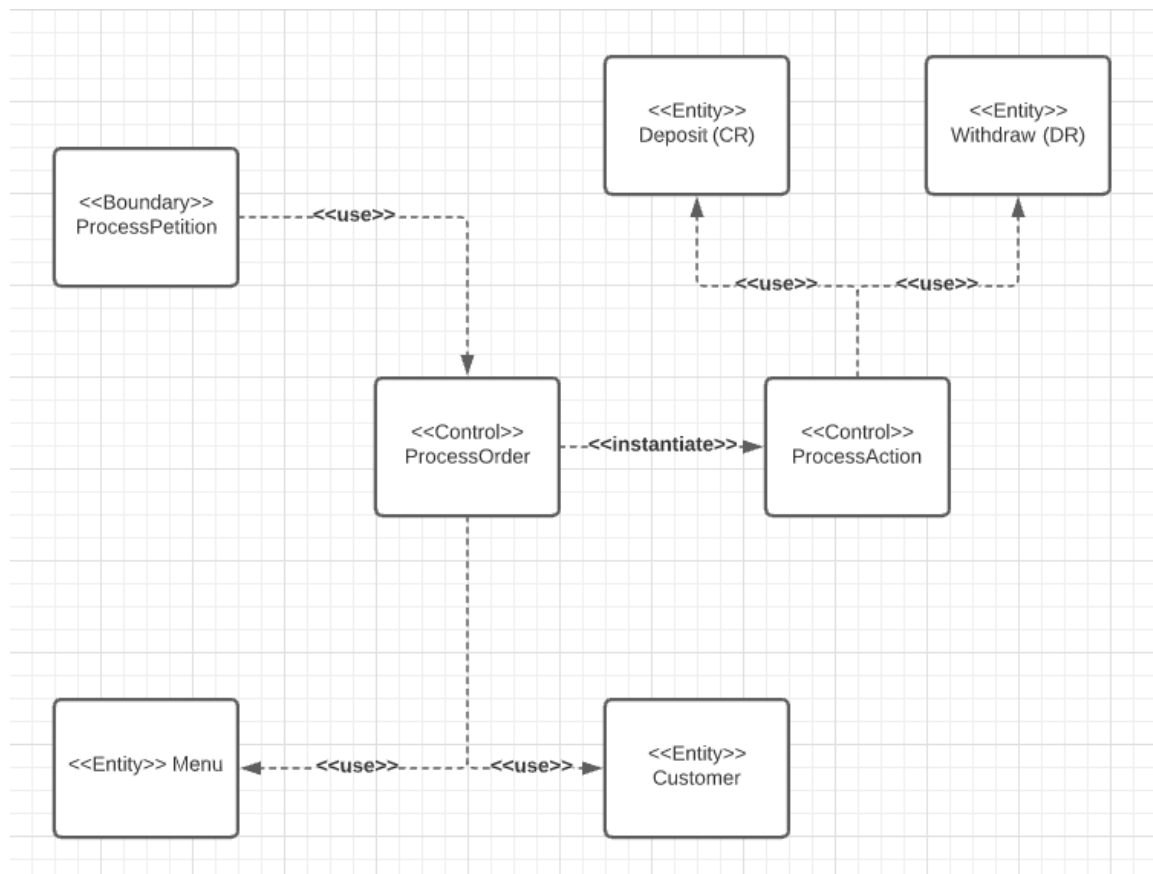 <<Entity>>
Deposit (CR)
<<Entity>>
Withdraw (DR)
<<Boundary>>
ProcessPetition
<<use>>
<<use>>
<<use>>
<<Control>>
ProcessOrder
<<instantiate>>
<<Control>>
ProcessAction
<<Entity>> Menu
<<use>>
<<use>>
<<Entity>>
Customer